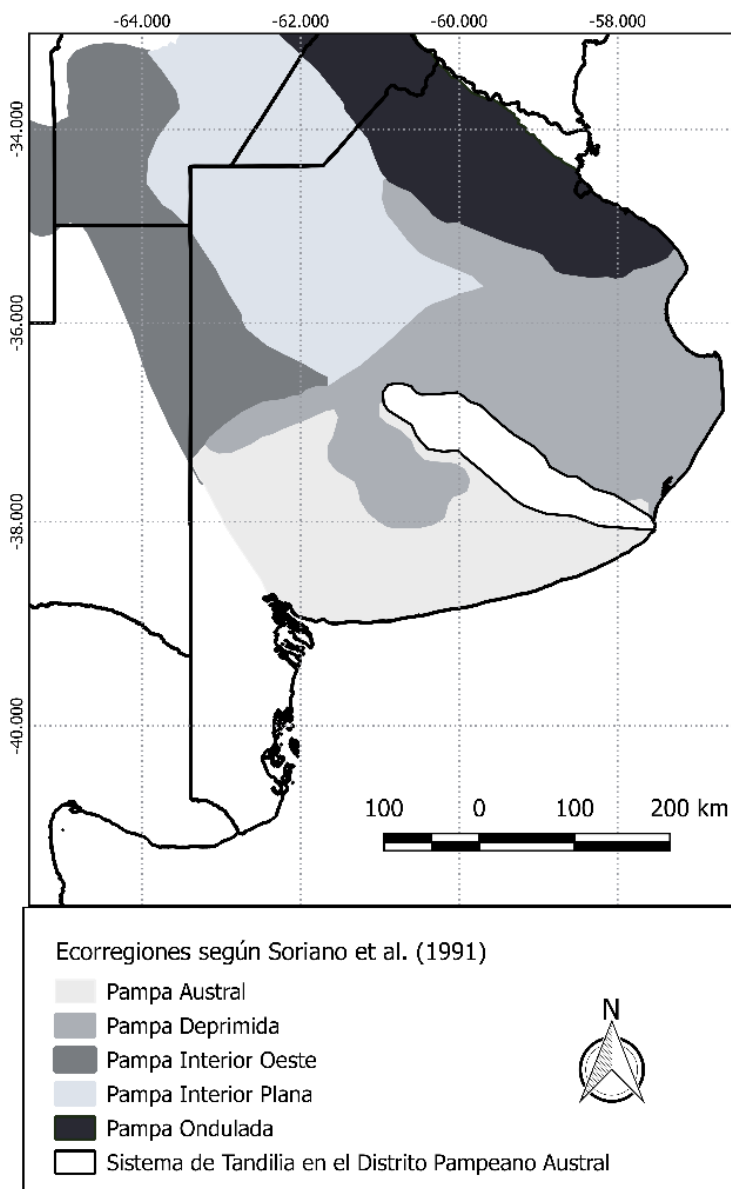 -64.000 -62.000 -60.000 -58.000
-34.000
-36.000
-38.000
-40.000
100 0 100 200 km
Ecorregiones según Soriano et al. (1991)
Pampa Austral
Pampa Deprimida
Pampa Interior Oeste
Pampa Interior Plana
Pampa Ondulada
Sistema de Tandilia en el Distrito Pampeano Austral
N